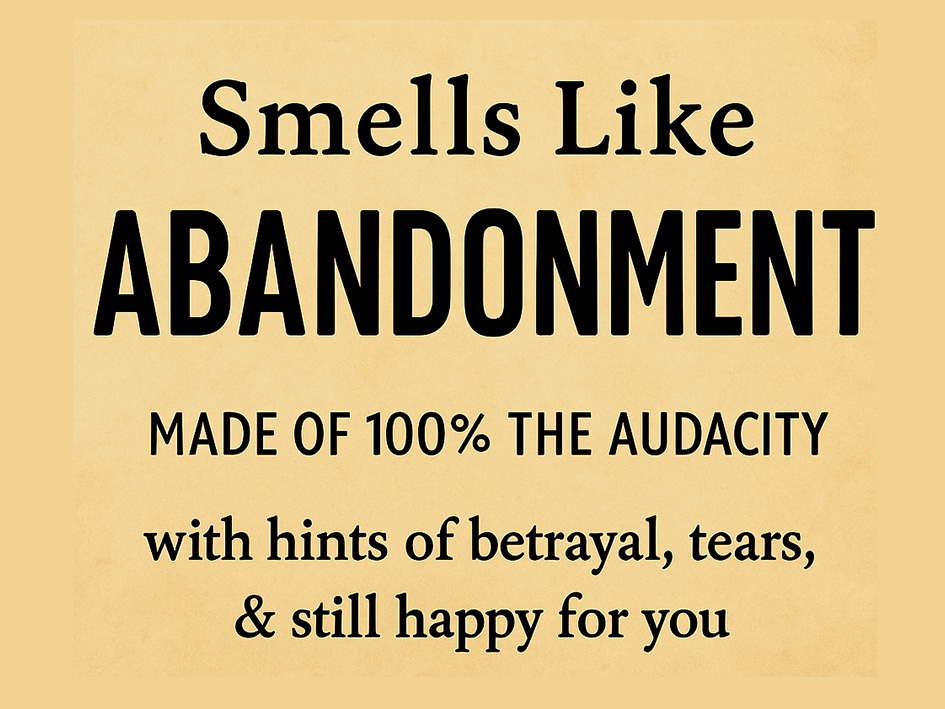 Smells Like
ABANDONMENT
MADE OF 100% THE AUDACITY
with hints of betrayal, tears,
& still happy for you